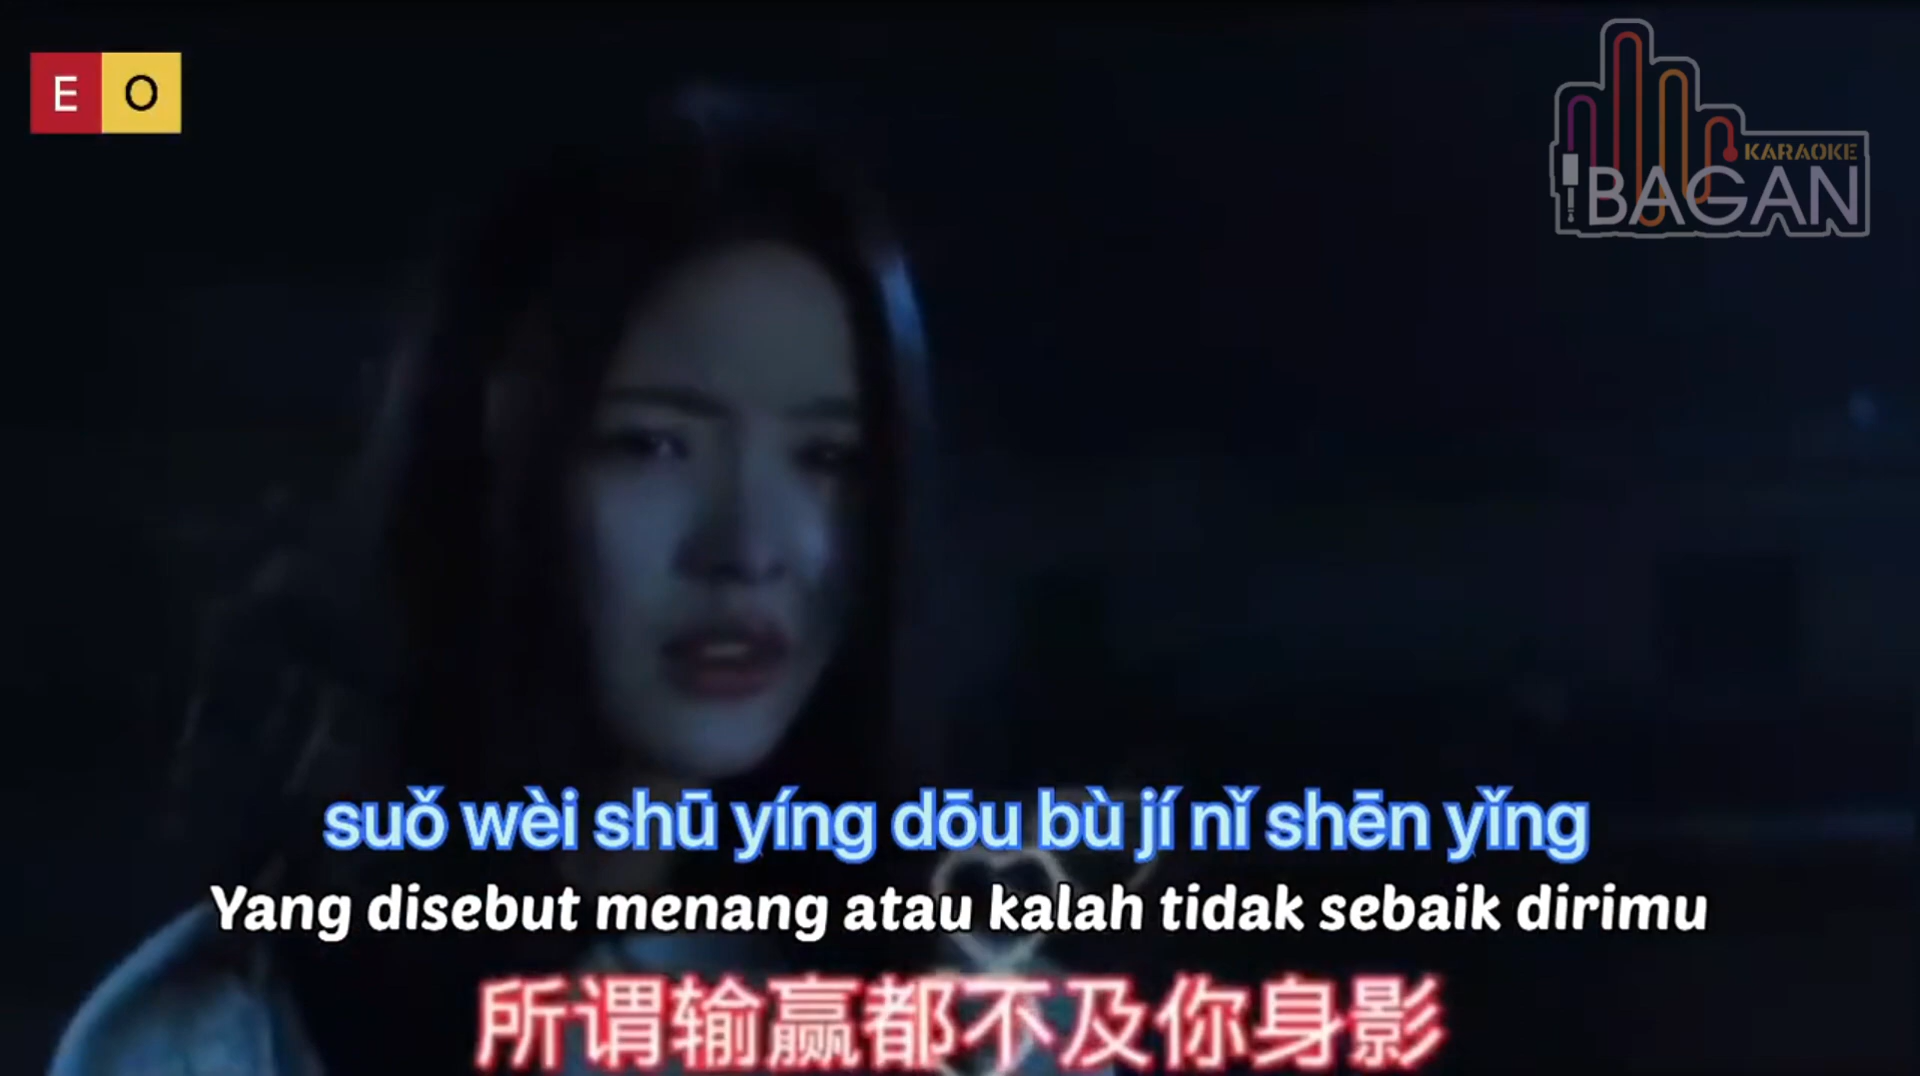 E O
KARAOKE
BAGAN
suǒ wèi shū yíng dōu bù jí nǐ shēn yǐng
Yang disebut menang atau kalah tidak sebaik dirimu
所谓输赢都不及你身影